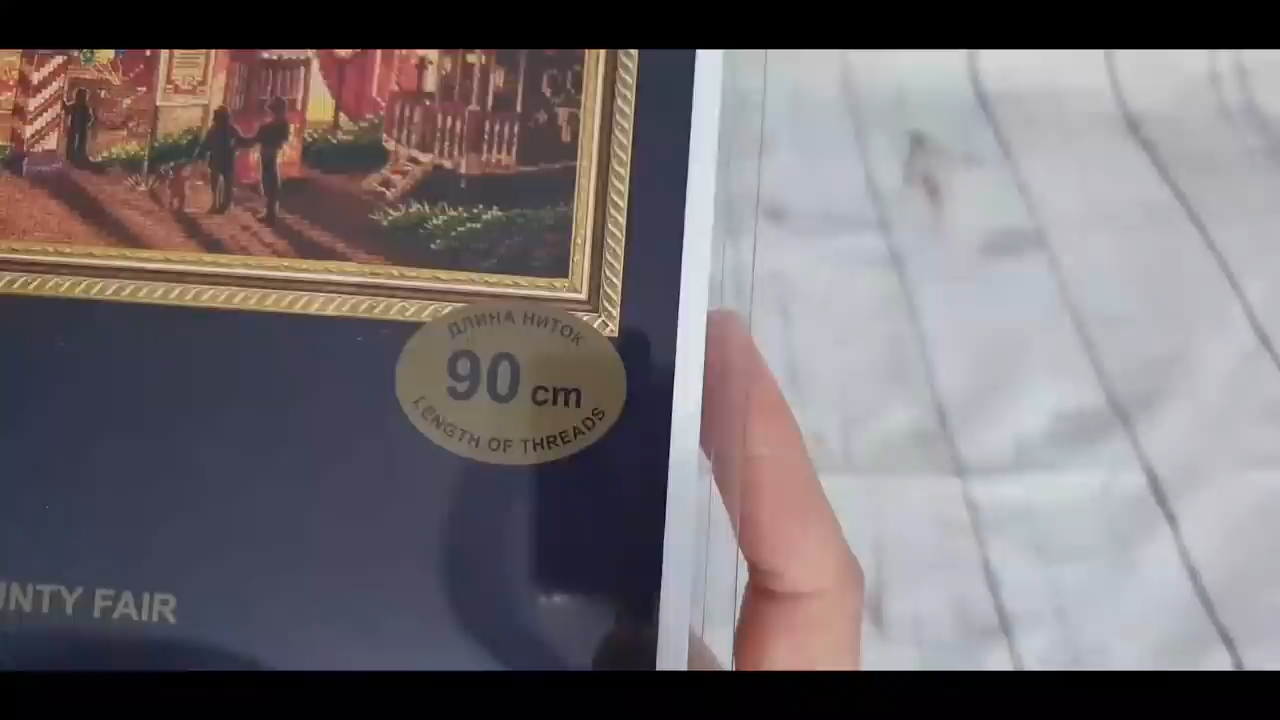 ДЛИНА НИТОК
90 cm
LENGTH OF THREADS
UNTY FAIR